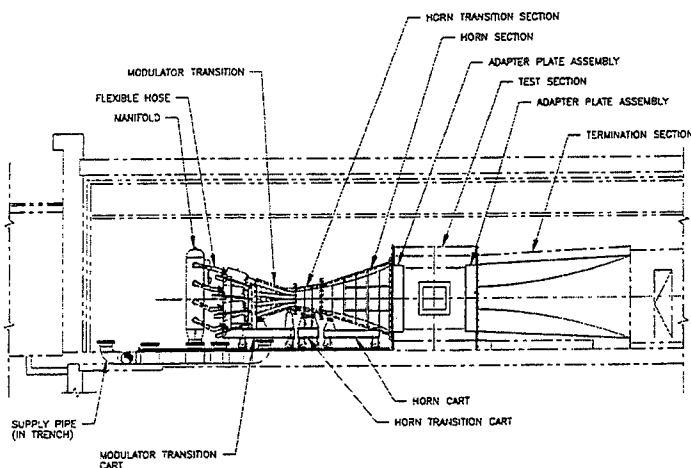 HORN TRANSITION SECTION
HORN SECTION
ADAPTER PLATE ASSEMBLY
MODULATOR TRANSITION
TEST SECTION
FLEXIBLE HOSE
ADAPTER PLATE ASSEMBLY
MANIFOLD
TERMINATION SECTION
HORN CART
SUPPLY PIPE
(IN TRENCH)
HORN TRANSITION CART
MODULATOR TRANSITION
CART